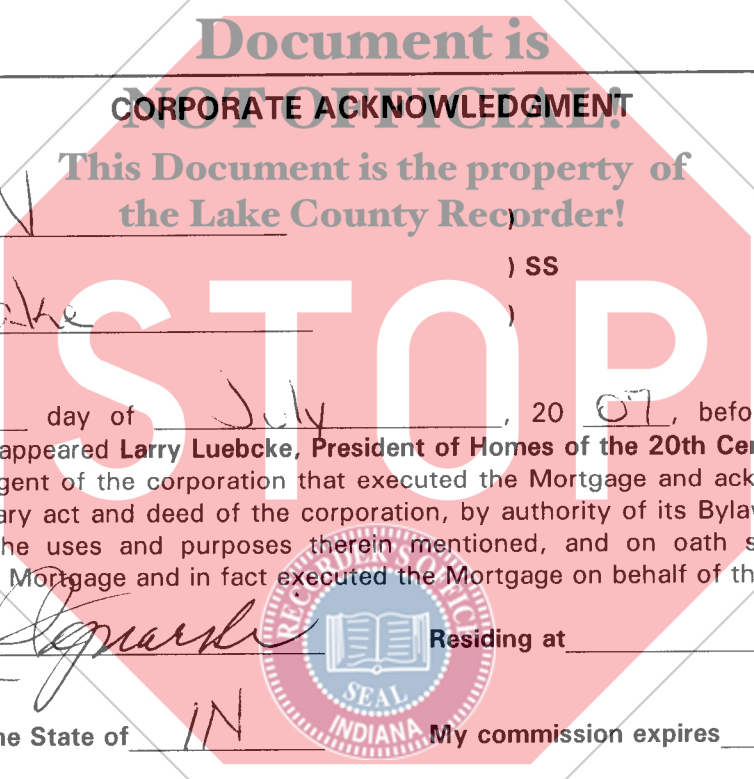 Document is
NOT OFFICIAL!
CORPORATE ACKNOWLEDGMENT
This Document is the property of
the Lake County Recorder!
)
) SS
)
STOP
day of July, 20 07, befo
appeared Larry Luebcke, President of Homes of the 20th Cen
gent of the corporation that executed the Mortgage and ack
ary act and deed of the corporation, by authority of its Bylaw
he uses and purposes therein mentioned, and on oath s
Mortgage and in fact executed the Mortgage on behalf of th
RECORDER'S OFFICE
SEAL
INDIANA
Residing at
ne State of IN My commission expires